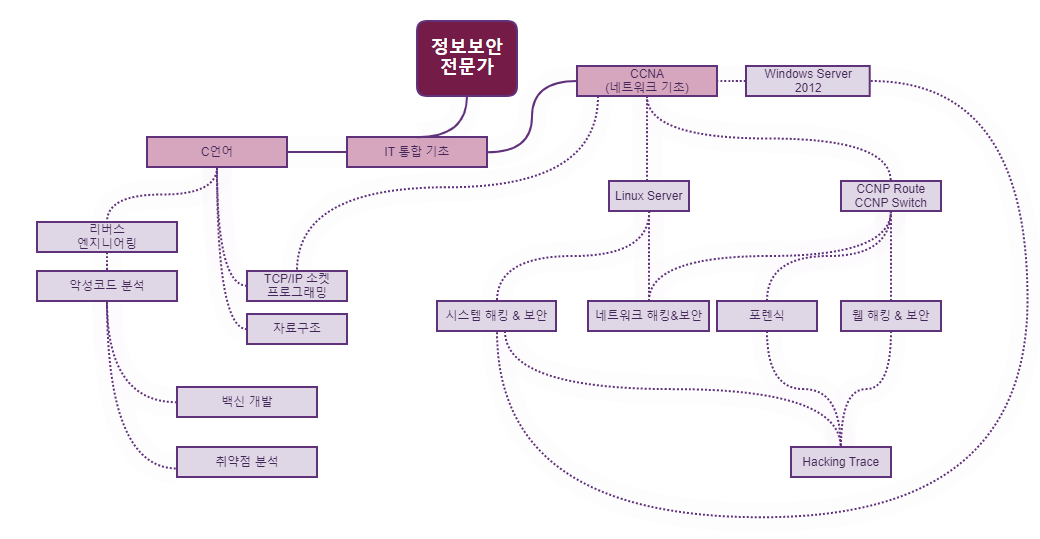 정보보안
전문가
CCNA
(네트워크 기초)
Windows Server
2012
C언어
IT 통합 기초
Linux Server
CCNP Route
CCNP Switch
리버스
엔지니어링
악성코드 분석
TCP/IP 소켓
프로그래밍
자료구조
시스템 해킹 & 보안
네트워크 해킹&보안
포렌식
웹 해킹 & 보안
백신 개발
취약점 분석
Hacking Trace